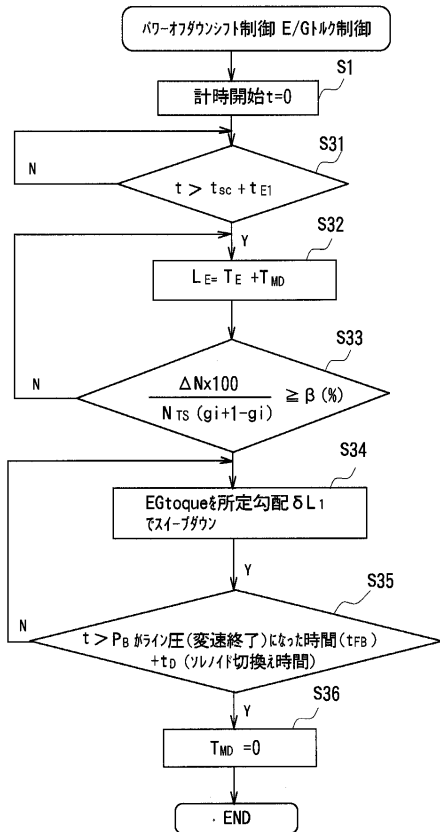 パワーオフダウンシフト制御 E/Gトルク制御
S1
計時開始t=0
S31
N
t > tsc + tE1
Y
S32
LE= TE +TMD
S33
N
ΔN×100
NTS (gi+1-gi)
≧ β (%)
S34
EGtoqueを所定勾配 δL1
でスイープダウン
Y
S35
N
t > PB がライン圧(変速終了)になった時間(tFB)
+tD (ソレノイド切換え時間)
Y
S36
TMD =0
END